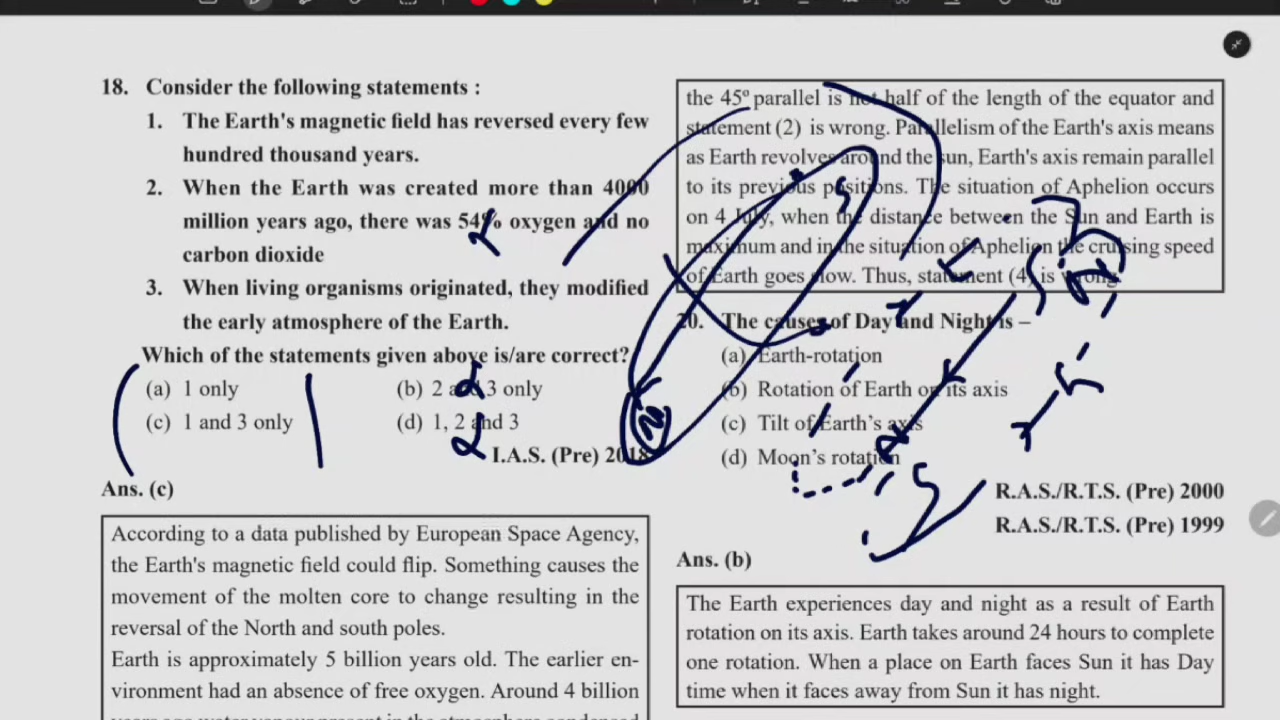 18. Consider the following statements :
1. The Earth's magnetic field has reversed every few
hundred thousand years.
2. When the Earth was created more than 4000
million years ago, there was 54% oxygen and no
carbon dioxide
3. When living organisms originated, they modified
the early atmosphere of the Earth.
Which of the statements given above is/are correct?
(a) 1 only (b) 2 and 3 only
(c) 1 and 3 only (d) 1, 2 and 3
I.A.S. (Pre) 2018
Ans. (c)
According to a data published by European Space Agency,
the Earth's magnetic field could flip. Something causes the
movement of the molten core to change resulting in the
reversal of the North and south poles.
Earth is approximately 5 billion years old. The earlier en-
vironment had an absence of free oxygen. Around 4 billion
years ago water vapour present in the atmosphere condensed
the 45º parallel is not half of the length of the equator and
statement (2) is wrong. Parallelism of the Earth's axis means
as Earth revolves around the sun, Earth's axis remain parallel
to its previous positions. The situation of Aphelion occurs
on 4 July, when the distance between the Sun and Earth is
maximum and in the situation of Aphelion the cruising speed
of Earth goes slow. Thus, statement (4) is wrong.
20. The causes of Day and Night is –
(a) Earth-rotation
(b) Rotation of Earth on its axis
(c) Tilt of Earth's axis
(d) Moon's rotation
R.A.S./R.T.S. (Pre) 2000
R.A.S./R.T.S. (Pre) 1999
Ans. (b)
The Earth experiences day and night as a result of Earth
rotation on its axis. Earth takes around 24 hours to complete
one rotation. When a place on Earth faces Sun it has Day
time when it faces away from Sun it has night.